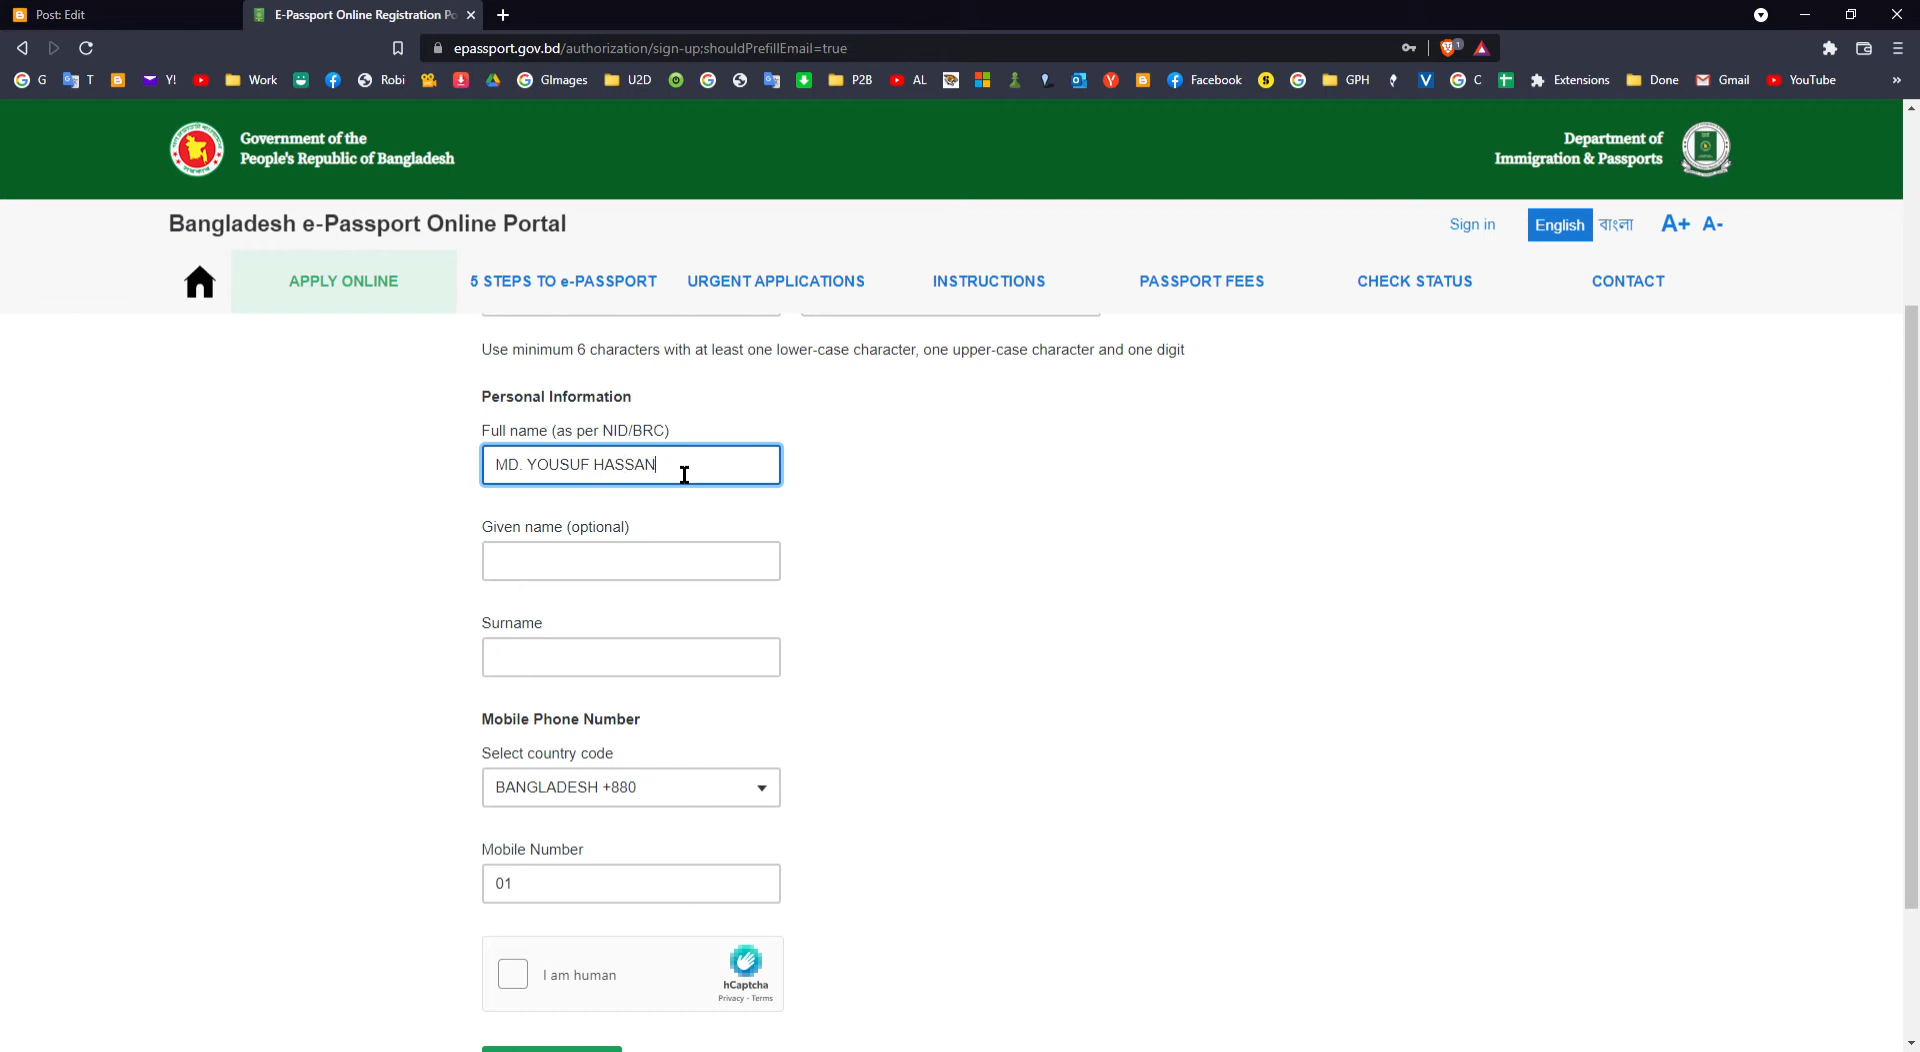 Post: Edit
E-Passport Online Registration Po
epassport.gov.bd/authorization/sign-up;shouldPrefillEmail=true
G T Y! Work Robi GImages U2D P2B AL Facebook GPH C Extensions Done Gmail YouTube »
Government of the
People's Republic of Bangladesh
Department of
Immigration & Passports
Bangladesh e-Passport Online Portal
Sign in English বাংলা A+ A-
APPLY ONLINE 5 STEPS TO e-PASSPORT URGENT APPLICATIONS INSTRUCTIONS PASSPORT FEES CHECK STATUS CONTACT
Use minimum 6 characters with at least one lower-case character, one upper-case character and one digit
Personal Information
Full name (as per NID/BRC)
MD. YOUSUF HASSAN
Given name (optional)
Surname
Mobile Phone Number
Select country code
BANGLADESH +880
Mobile Number
01
I am human
hCaptcha
Privacy - Terms